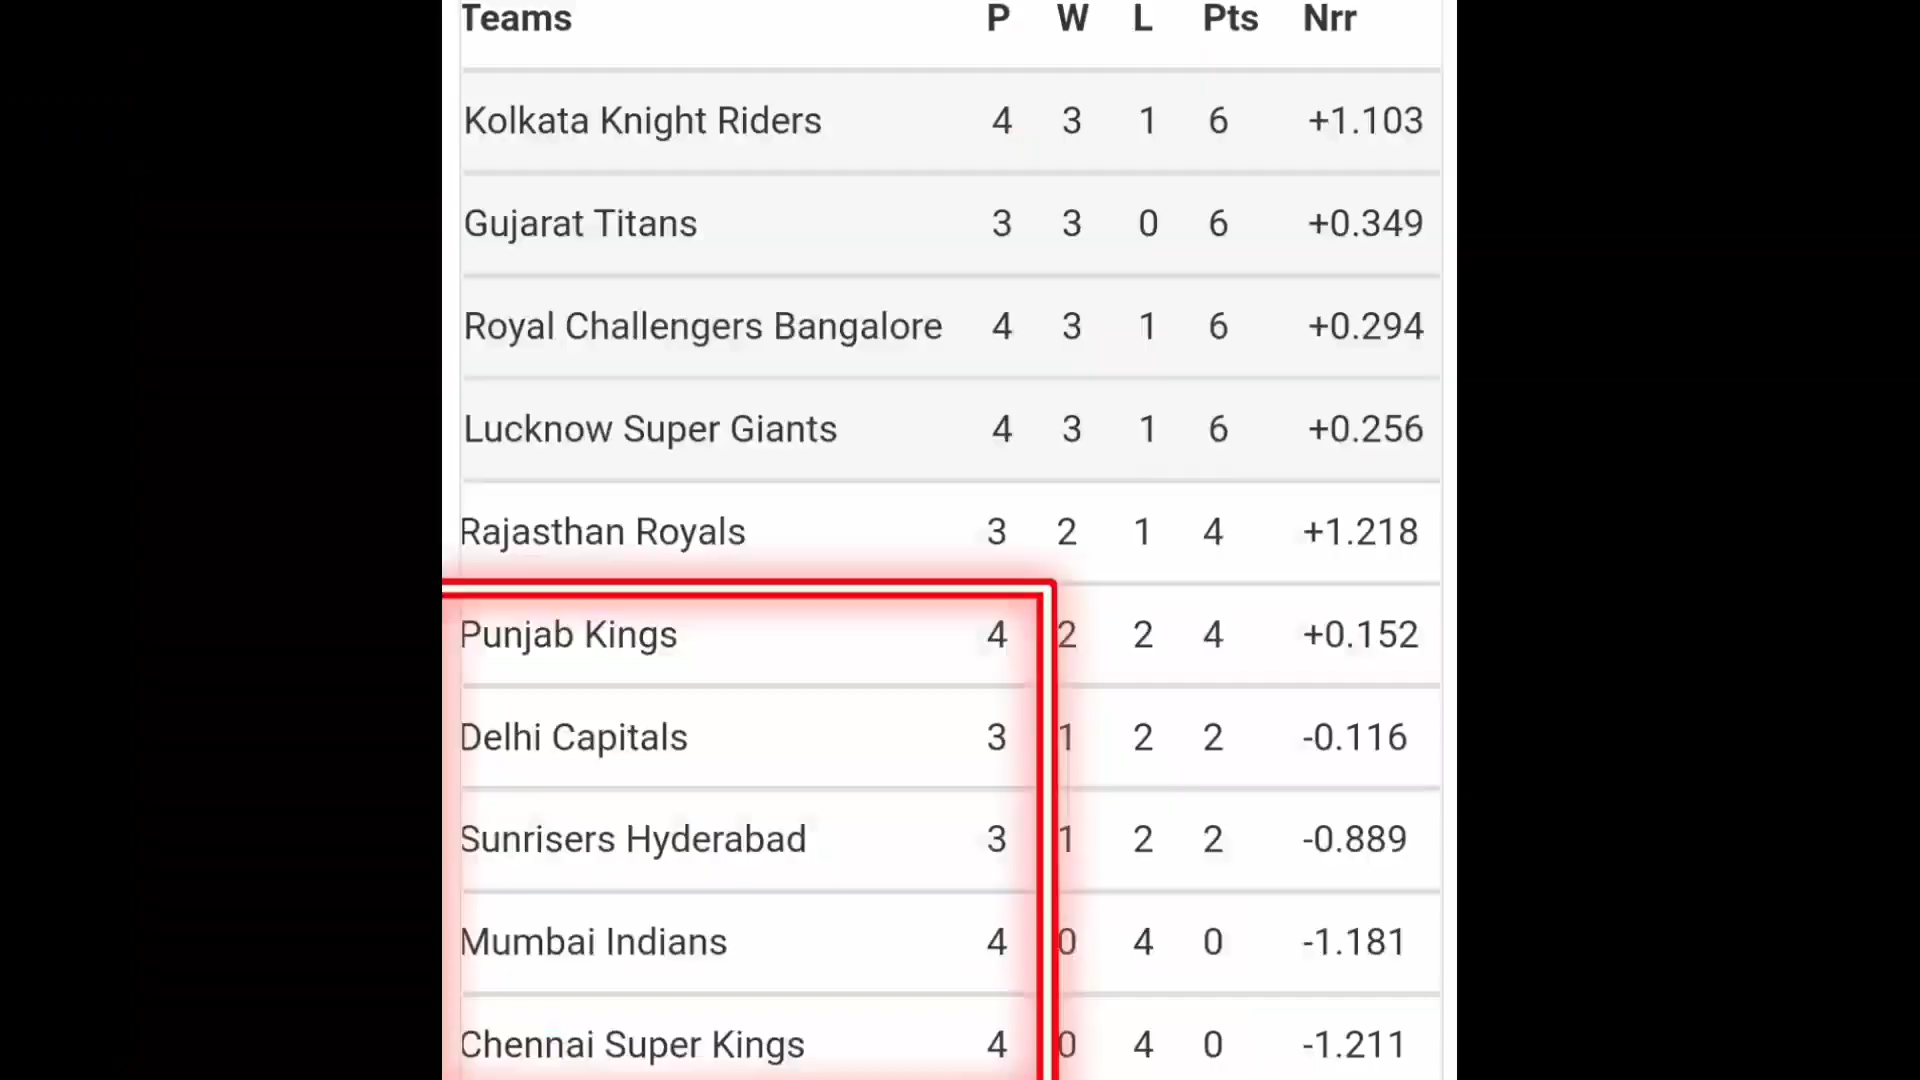 Teams P W L Pts Nrr
Kolkata Knight Riders 4 3 1 6 +1.103
Gujarat Titans 3 3 0 6 +0.349
Royal Challengers Bangalore 4 3 1 6 +0.294
Lucknow Super Giants 4 3 1 6 +0.256
Rajasthan Royals 3 2 1 4 +1.218
Punjab Kings 4 2 2 4 +0.152
Delhi Capitals 3 1 2 2 -0.116
Sunrisers Hyderabad 3 1 2 2 -0.889
Mumbai Indians 4 0 4 0 -1.181
Chennai Super Kings 4 0 4 0 -1.211